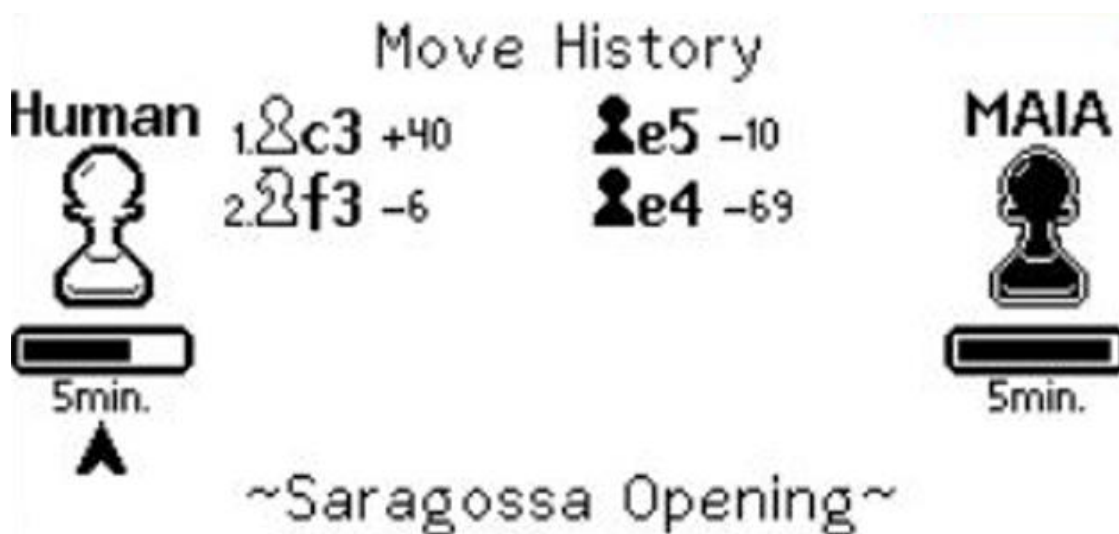 Move History
Human
MAIA
1. c3 +40 e5 -10
2. f3 -6 e4 -69
5min.
5min.
~Saragossa Opening~